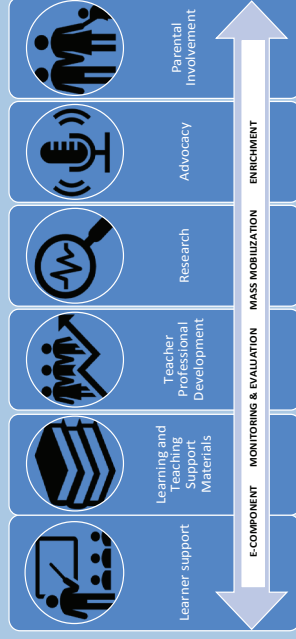 Learner support
Learning and
Teaching
Support
Materials
Teacher
Professional
Development
Research
Advocacy
Parental
Involvement
E-COMPONENT MONITORING & EVALUATION MASS MOBILIZATION ENRICHMENT